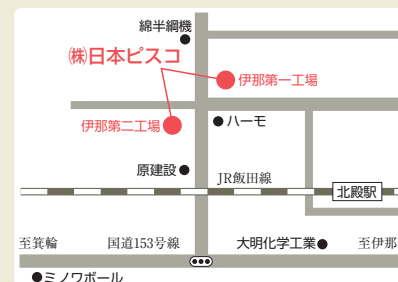 綿半鋼機
㈱日本ピスコ
伊那第一工場
伊那第二工場
ハーモ
原建設
JR飯田線
北殿駅
至箕輪
国道153号線
大明化学工業
至伊那
ミノワボール